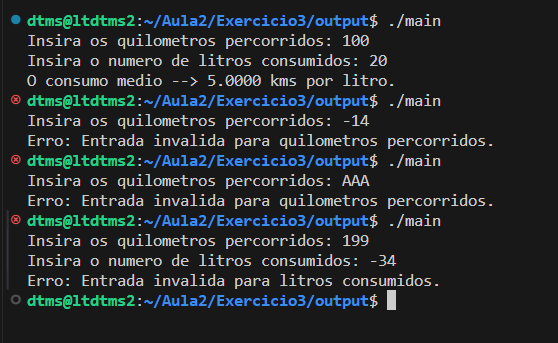 dtms@ltdtms2:~/Aula2/Exercicio3/output$ ./main
Insira os quilometros percorridos: 100
Insira o numero de litros consumidos: 20
O consumo medio --> 5.0000 kms por litro.
dtms@ltdtms2:~/Aula2/Exercicio3/output$ ./main
Insira os quilometros percorridos: -14
Erro: Entrada invalida para quilometros percorridos.
dtms@ltdtms2:~/Aula2/Exercicio3/output$ ./main
Insira os quilometros percorridos: AAA
Erro: Entrada invalida para quilometros percorridos.
dtms@ltdtms2:~/Aula2/Exercicio3/output$ ./main
Insira os quilometros percorridos: 199
Insira o numero de litros consumidos: -34
Erro: Entrada invalida para litros consumidos.
dtms@ltdtms2:~/Aula2/Exercicio3/output$